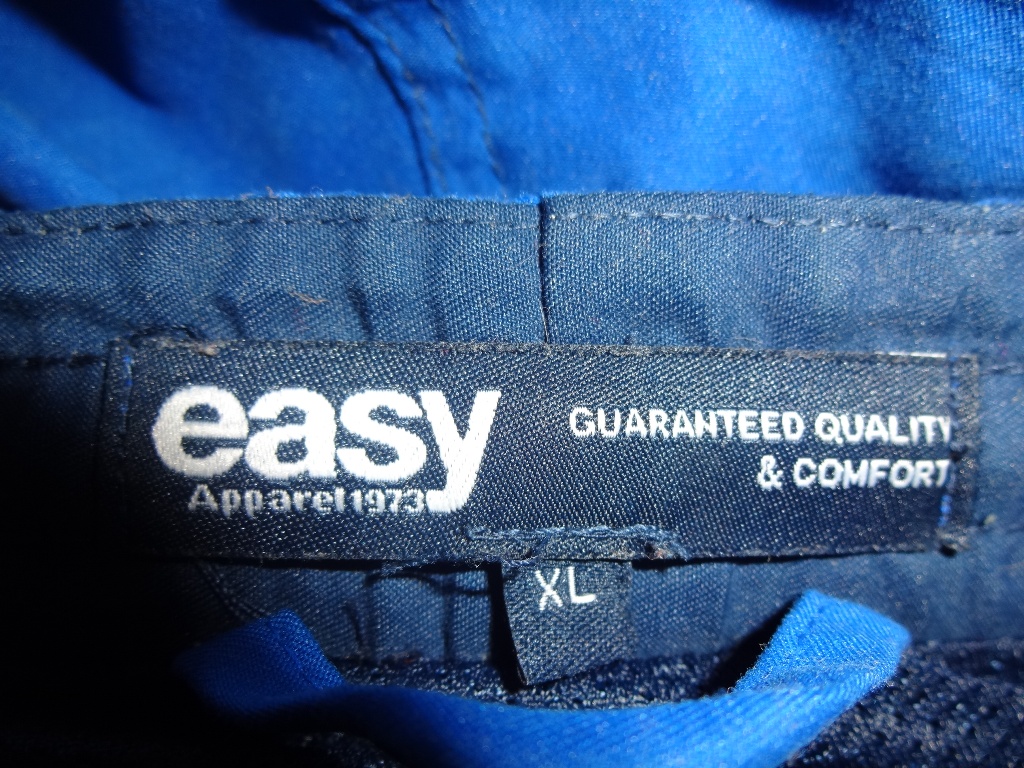 easy
Apparel 1973
GUARANTEED QUALITY
& COMFORT
XL